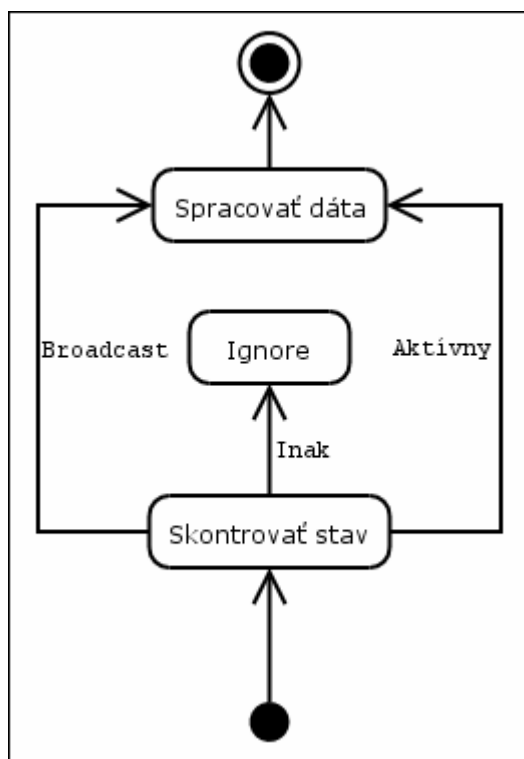 Spracovať dáta
Broadcast
Ignore
Aktívny
Inak
Skontrovať stav